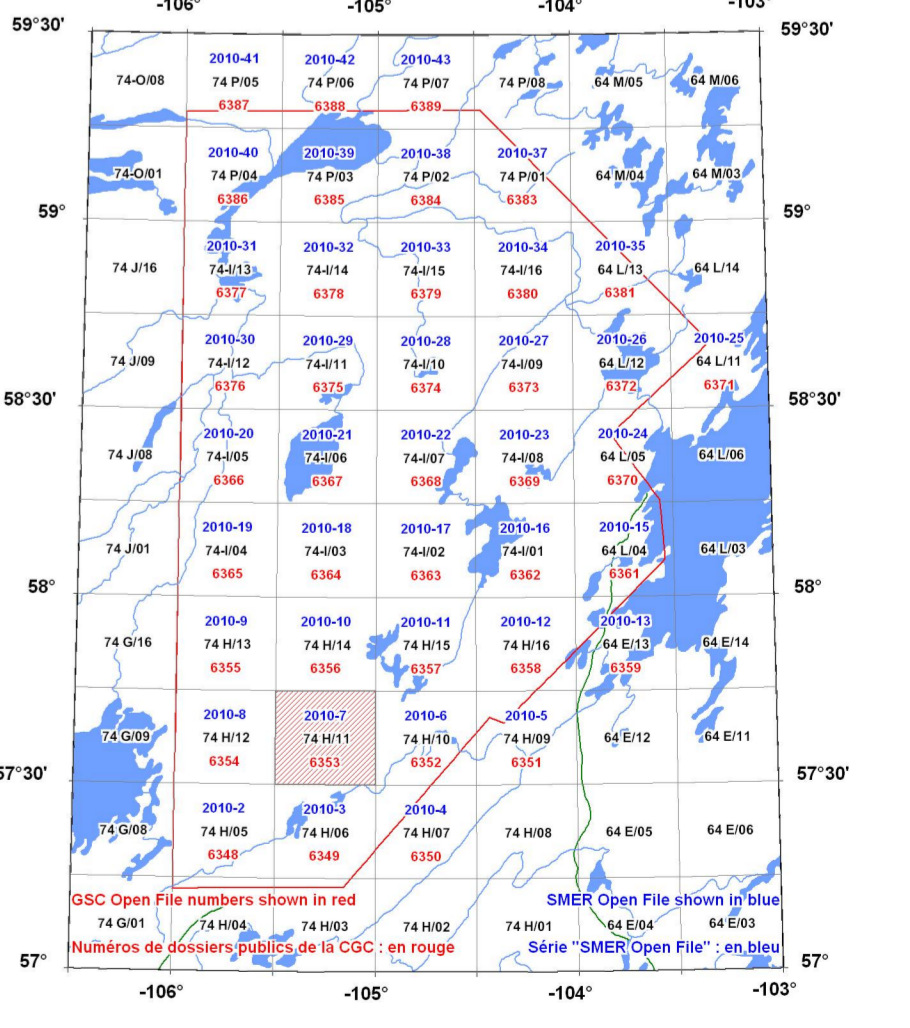 -106° -105° -104° -103°
59°30' 59°30'
2010-41 2010-42 2010-43
74-O/08 74 P/05 74 P/06 74 P/07 74 P/08 64 M/05 64 M/06
6387 6388 6389
2010-40 2010-39 2010-38 2010-37
74-O/01 74 P/04 74 P/03 74 P/02 74 P/01 64 M/04 64 M/03
6386 6385 6384 6383
59° 59°
2010-31 2010-32 2010-33 2010-34 2010-35
74 J/16 74-I/13 74-I/14 74-I/15 74-I/16 64 L/13 64 L/14
6377 6378 6379 6380 6381
2010-30 2010-29 2010-28 2010-27 2010-26 2010-25
74 J/09 74-I/12 74-I/11 74-I/10 74-I/09 64 L/12 64 L/11
6376 6375 6374 6373 6372 6371
58°30' 58°30'
2010-20 2010-21 2010-22 2010-23 2010-24
74 J/08 74-I/05 74-I/06 74-I/07 74-I/08 64 L/05 64 L/06
6366 6367 6368 6369 6370
2010-19 2010-18 2010-17 2010-16 2010-15
74 J/01 74-I/04 74-I/03 74-I/02 74-I/01 64 L/04 64 L/03
6365 6364 6363 6362 6361
58° 58°
2010-9 2010-10 2010-11 2010-12 2010-13
74 G/16 74 H/13 74 H/14 74 H/15 74 H/16 64 E/13 64 E/14
6355 6356 6357 6358 6359
2010-8 2010-7 2010-6 2010-5
74 G/09 74 H/12 74 H/11 74 H/10 74 H/09 64 E/12 64 E/11
6354 6353 6352 6351
57°30' 57°30'
2010-2 2010-3 2010-4
74 G/08 74 H/05 74 H/06 74 H/07 74 H/08 64 E/05 64 E/06
6348 6349 6350
GSC Open File numbers shown in red SMER Open File shown in blue
74 G/01 74 H/04 74 H/03 74 H/02 74 H/01 64 E/04 64 E/03
Numéros de dossiers publics de la CGC : en rouge Série "SMER Open File" : en bleu
57° 57°
-106° -105° -104° -103°